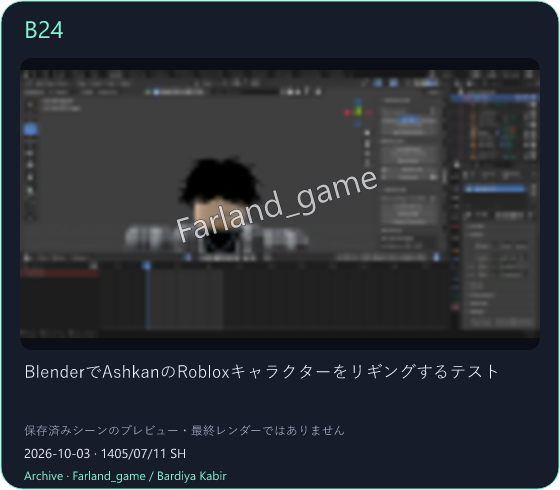 B24
Farland_game
BlenderでAshkanのRobloxキャラクターをリギングするテスト
保存済みシーンのプレビュー・最終レンダーではありません
2026-10-03 · 1405/07/11 SH
Archive · Farland_game / Bardiya Kabir